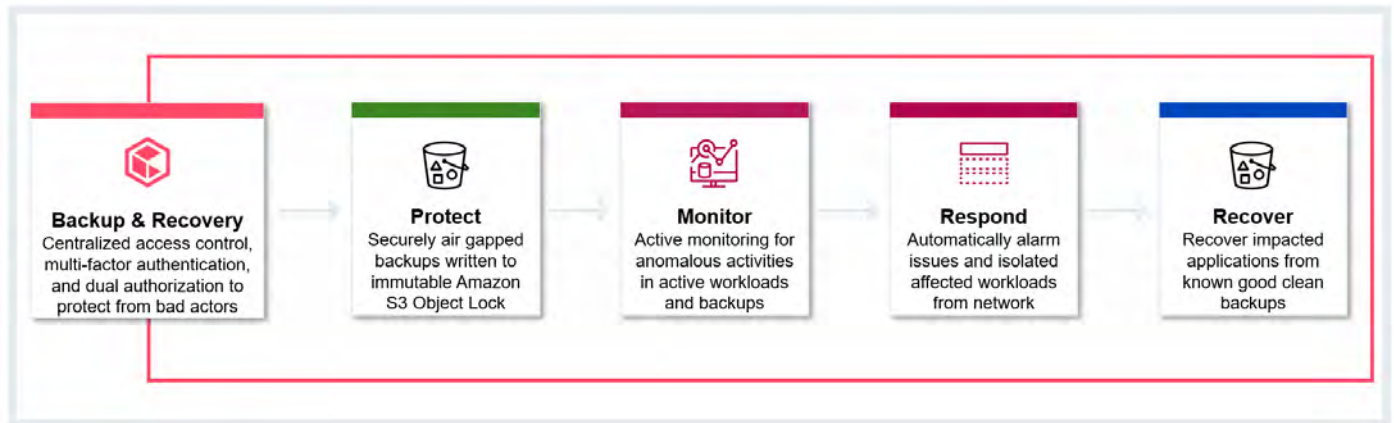 Backup & Recovery
Centralized access control,
multi-factor authentication,
and dual authorization to
protect from bad actors
Protect
Securely air gapped
backups written to
immutable Amazon
S3 Object Lock
Monitor
Active monitoring for
anomalous activities
in active workloads
and backups
Respond
Automatically alarm
issues and isolated
affected workloads
from network
Recover
Recover impacted
applications from
known good clean
backups